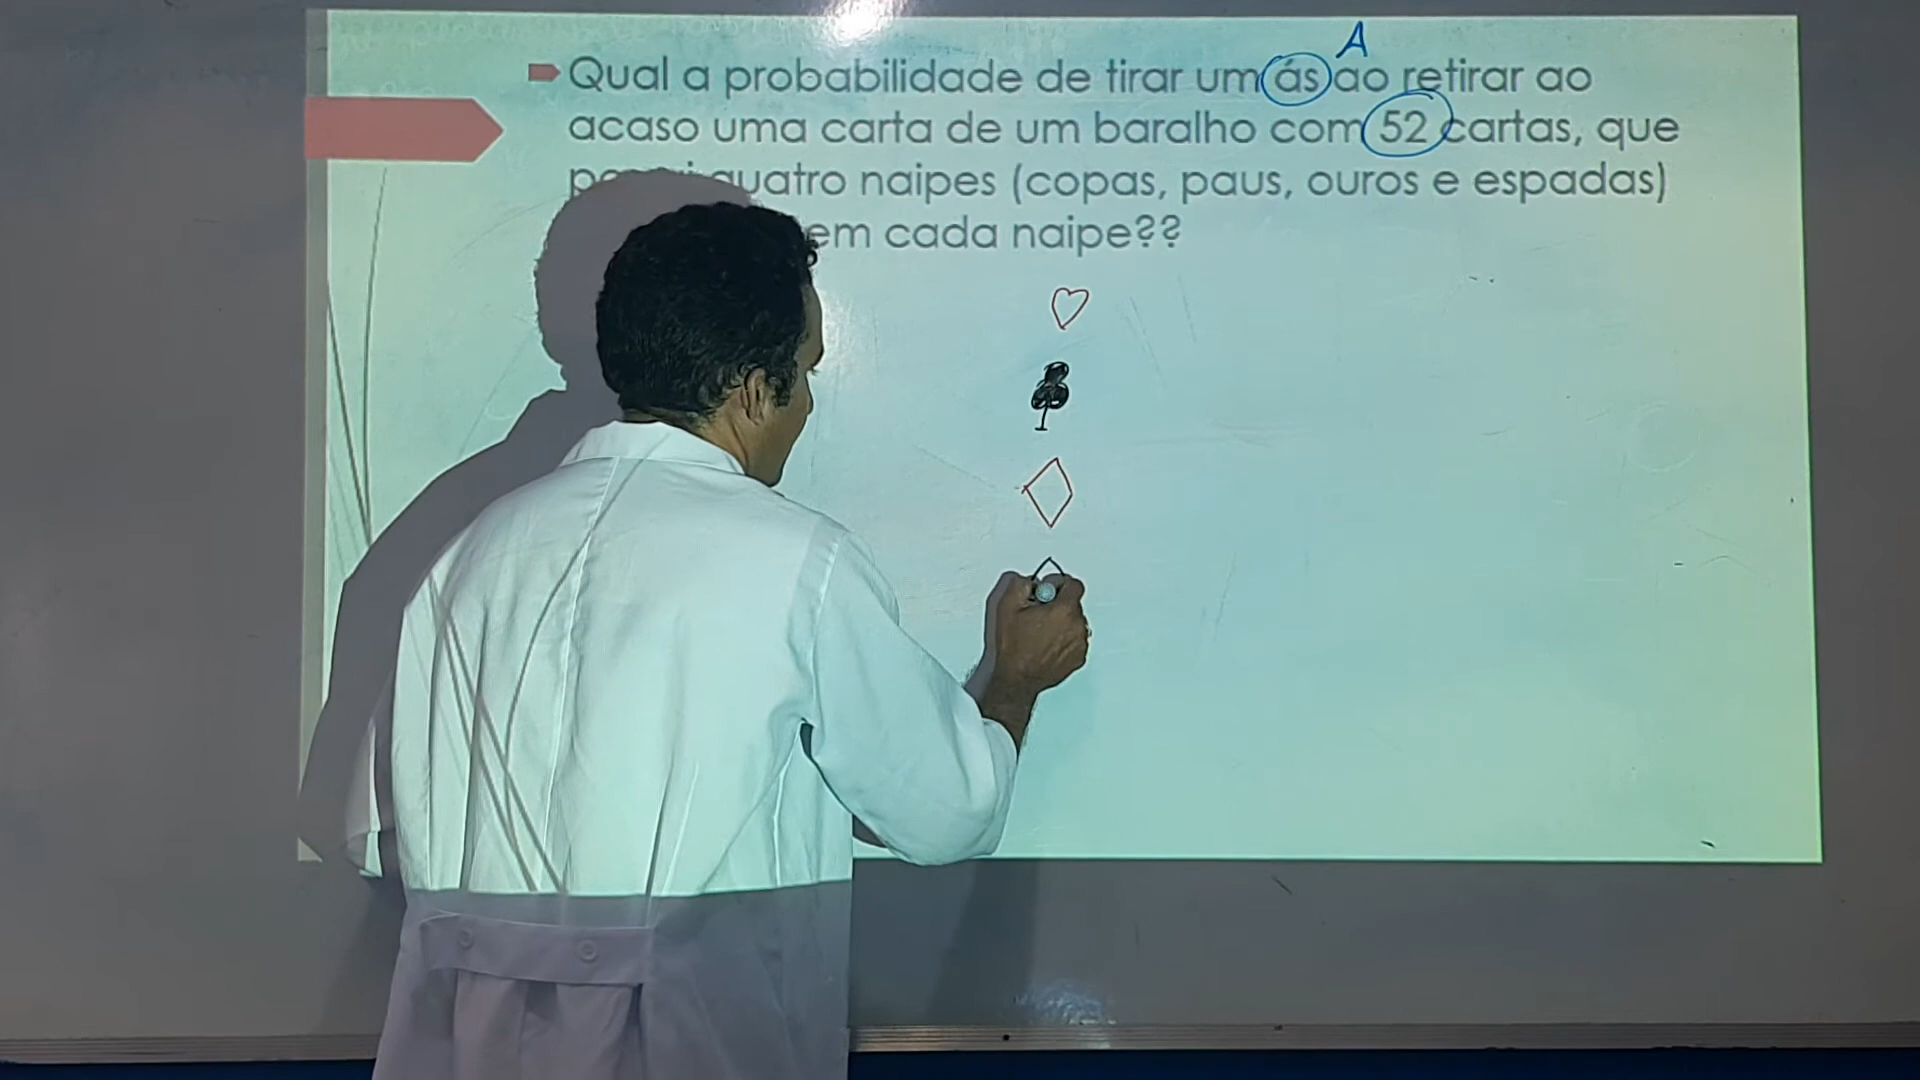 A
Qual a probabilidade de tirar um ás ao retirar ao
acaso uma carta de um baralho com 52 cartas, que
quatro naipes (copas, paus, ouros e espadas)
em cada naipe??